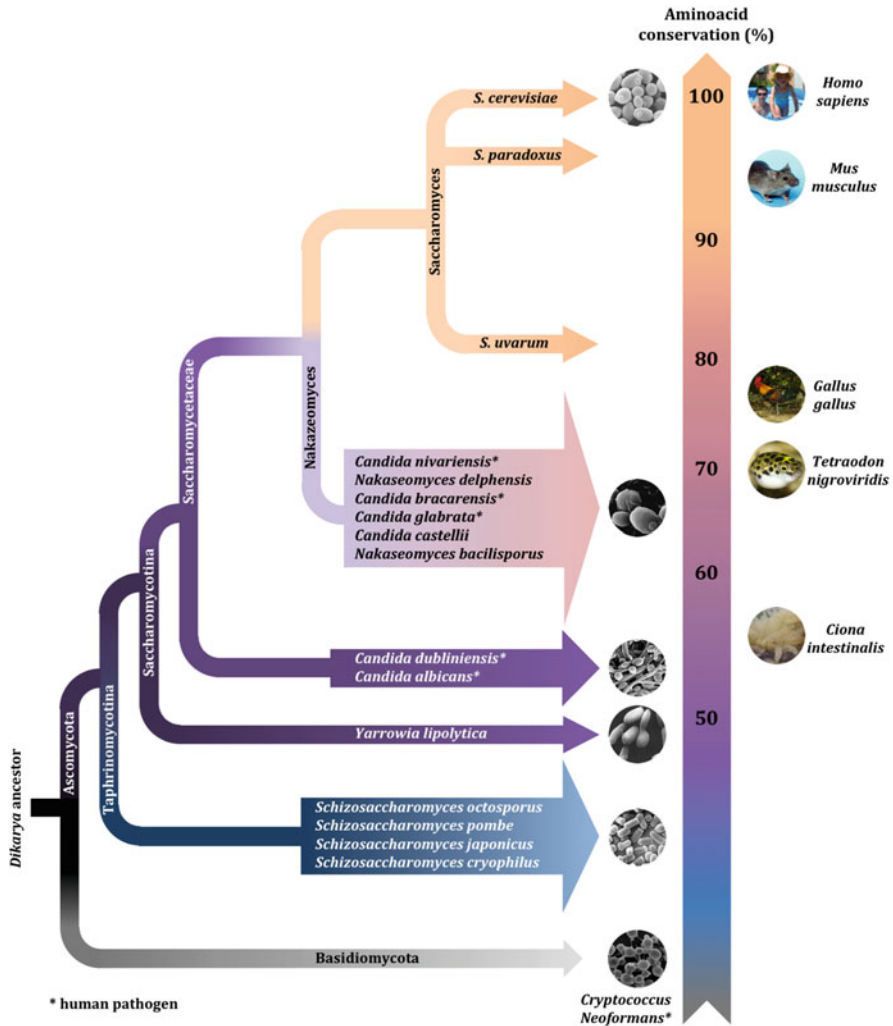 Aminoacid
conservation (%)
S. cerevisiae
100
Homo
sapiens
S. paradoxus
Mus
musculus
Saccharomyces
90
S. uvarum
80
Gallus
gallus
Saccharomycetaceae
Nakazeomyces
Candida nivariensis*
Nakaseomyces delphensis
Candida bracarensis*
Candida glabrata*
Candida castellii
Nakaseomyces bacilisporus
70
Tetraodon
nigroviridis
60
Saccharomycotina
Ciona
intestinalis
Candida dubliniensis*
Candida albicans*
50
Yarrowia lipolytica
Taphrinomycotina
Ascomycota
Dikarya ancestor
Schizosaccharomyces octosporus
Schizosaccharomyces pombe
Schizosaccharomyces japonicus
Schizosaccharomyces cryophilus
Basidiomycota
* human pathogen
Cryptococcus
Neoformans*